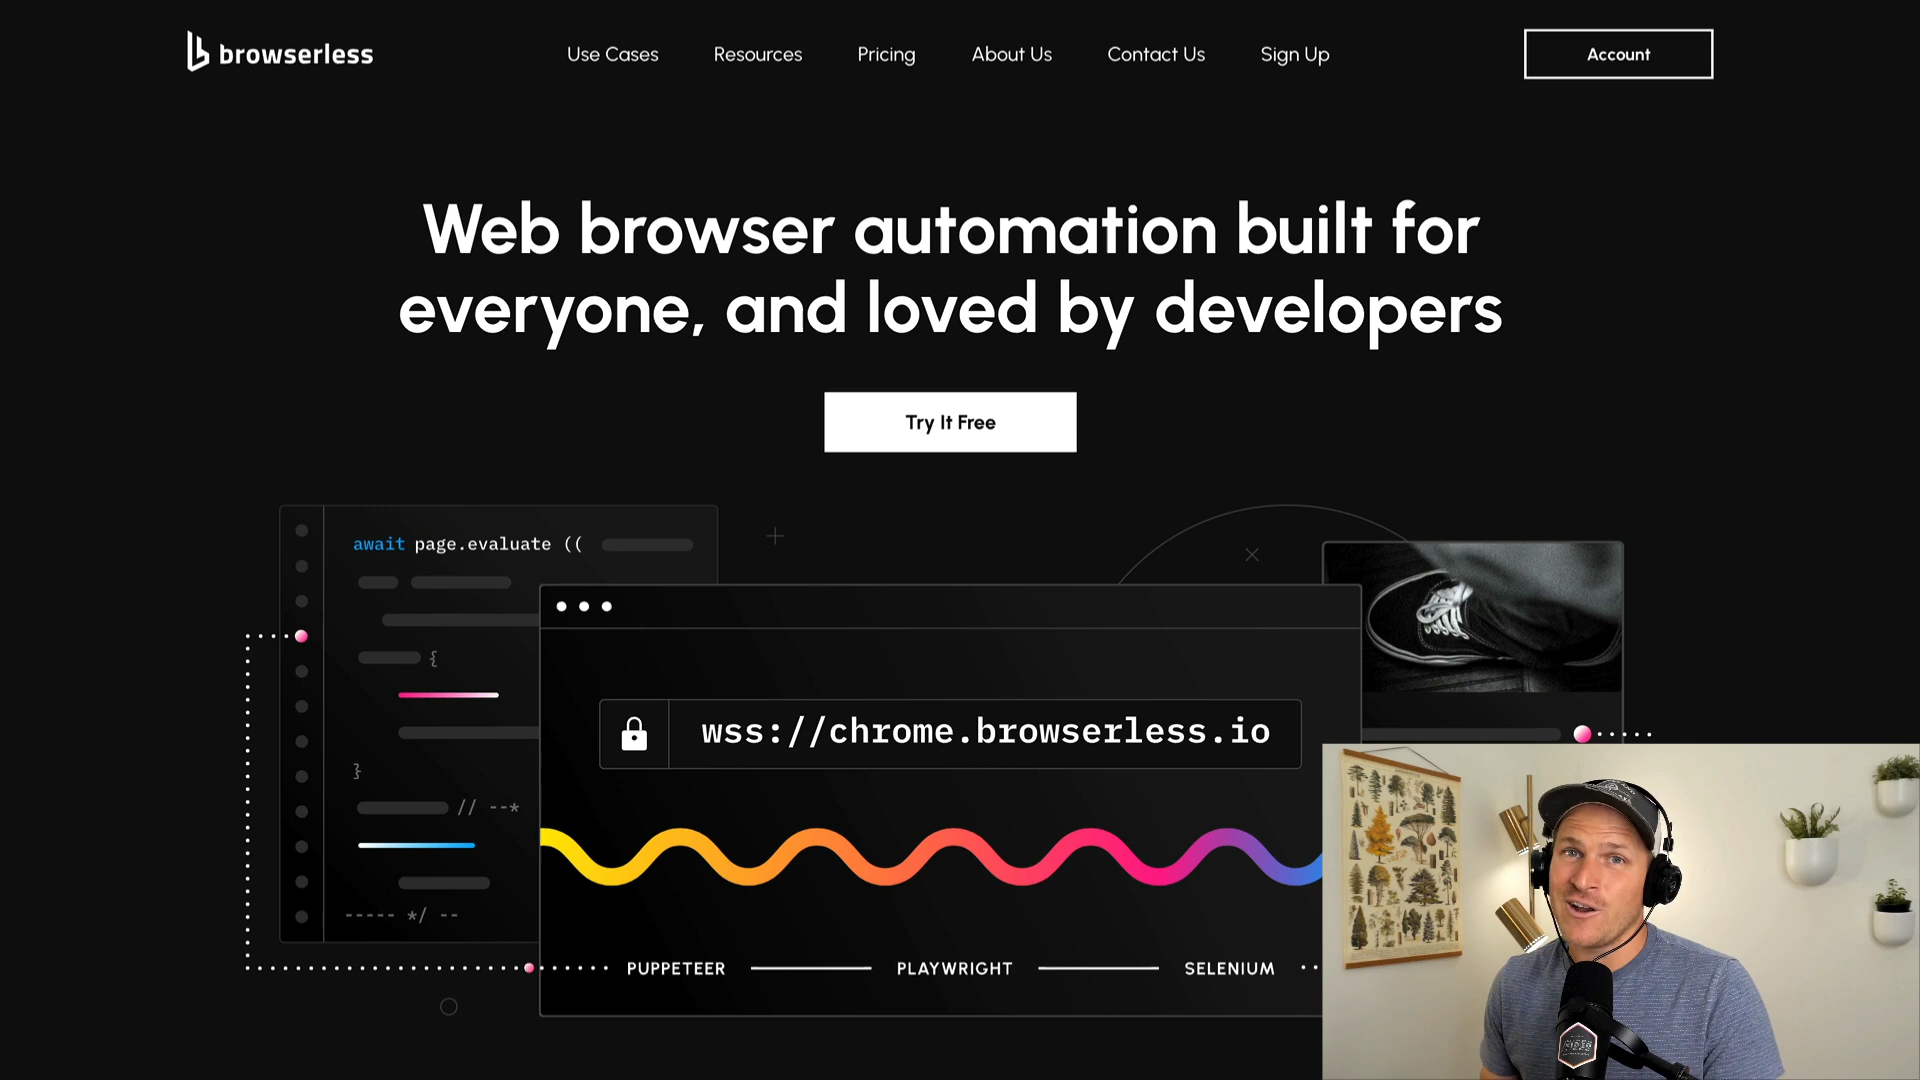 browserless
Use Cases
Resources
Pricing
About Us
Contact Us
Sign Up
Account
Web browser automation built for
everyone, and loved by developers
Try It Free
await page.evaluate ((
{
}
// --*
----- */ --
wss://chrome.browserless.io
PUPPETEER
PLAYWRIGHT
SELENIUM